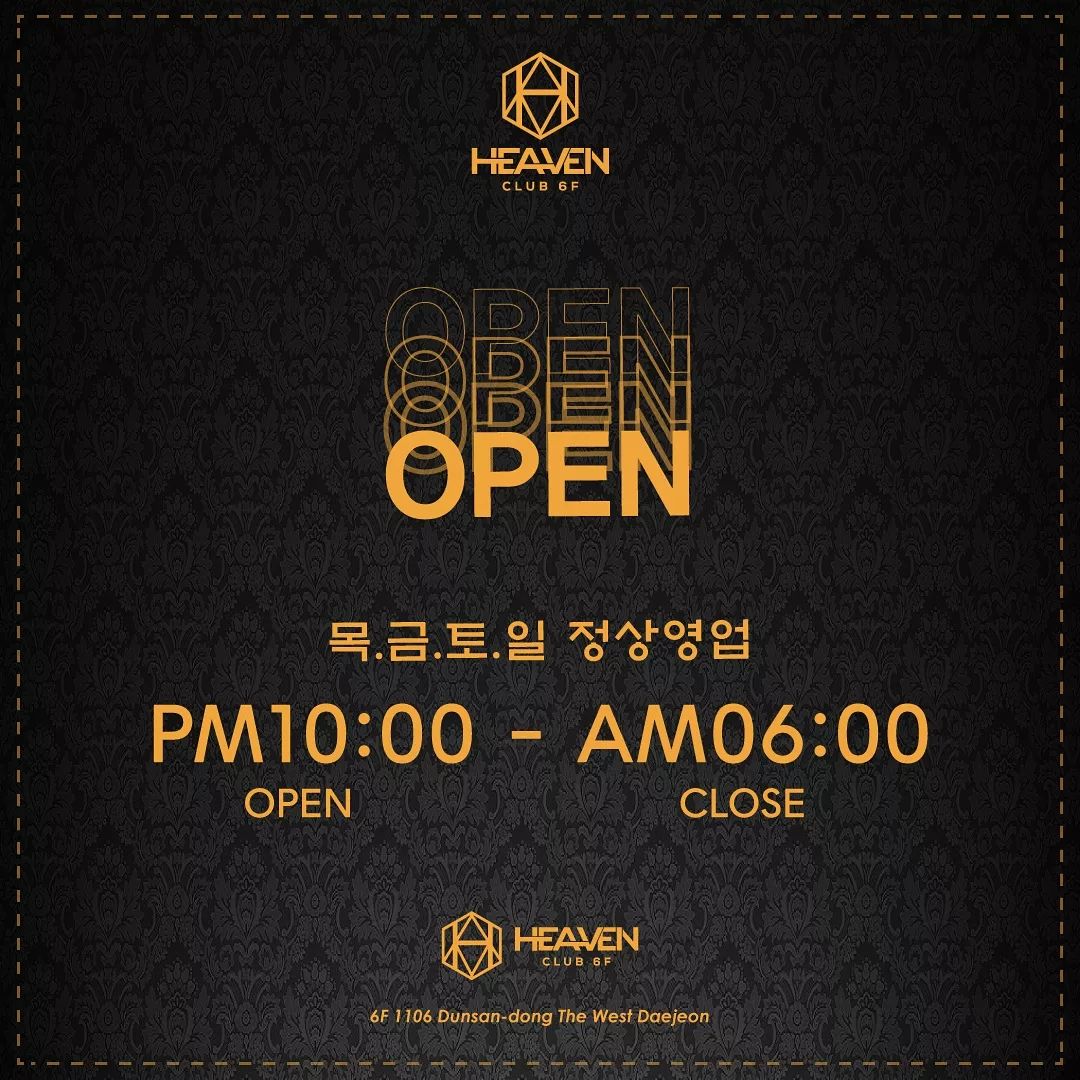 HEAVEN
CLUB 6F
OPEN
OPEN
OPEN
OPEN
목.금.토.일 정상영업
PM10:00 - AM06:00
OPEN CLOSE
HEAVEN
CLUB 6F
6F 1106 Dunsan-dong The West Daejeon